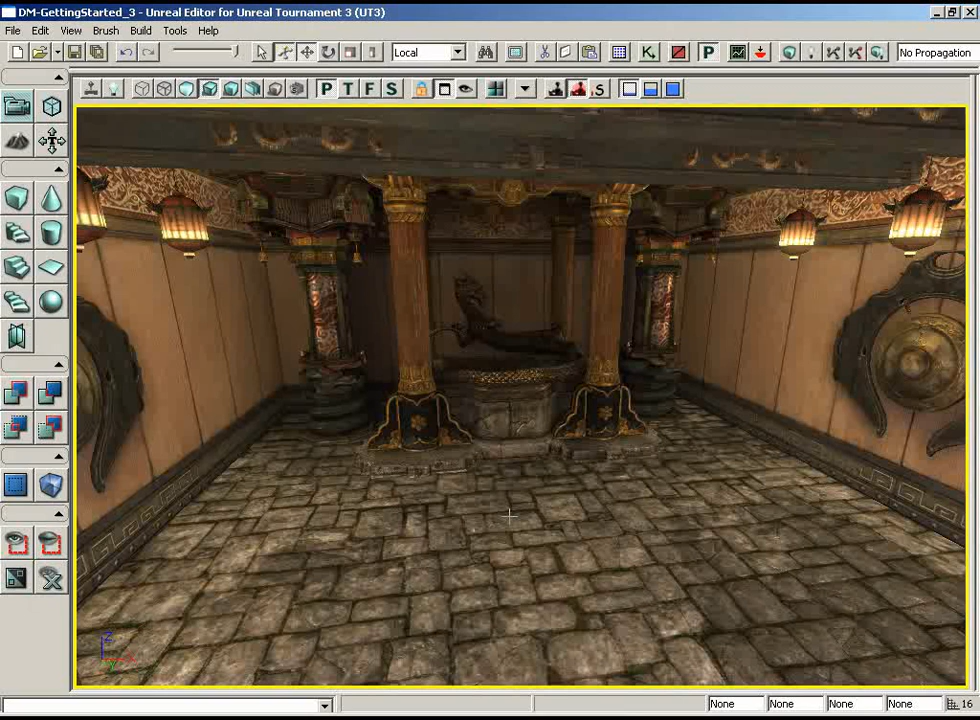 DM-GettingStarted_3 - Unreal Editor for Unreal Tournament 3 (UT3)
File Edit View Brush Build Tools Help
Local K P No Propagation
P T F S .S
Z
X
Y
None None None None 16